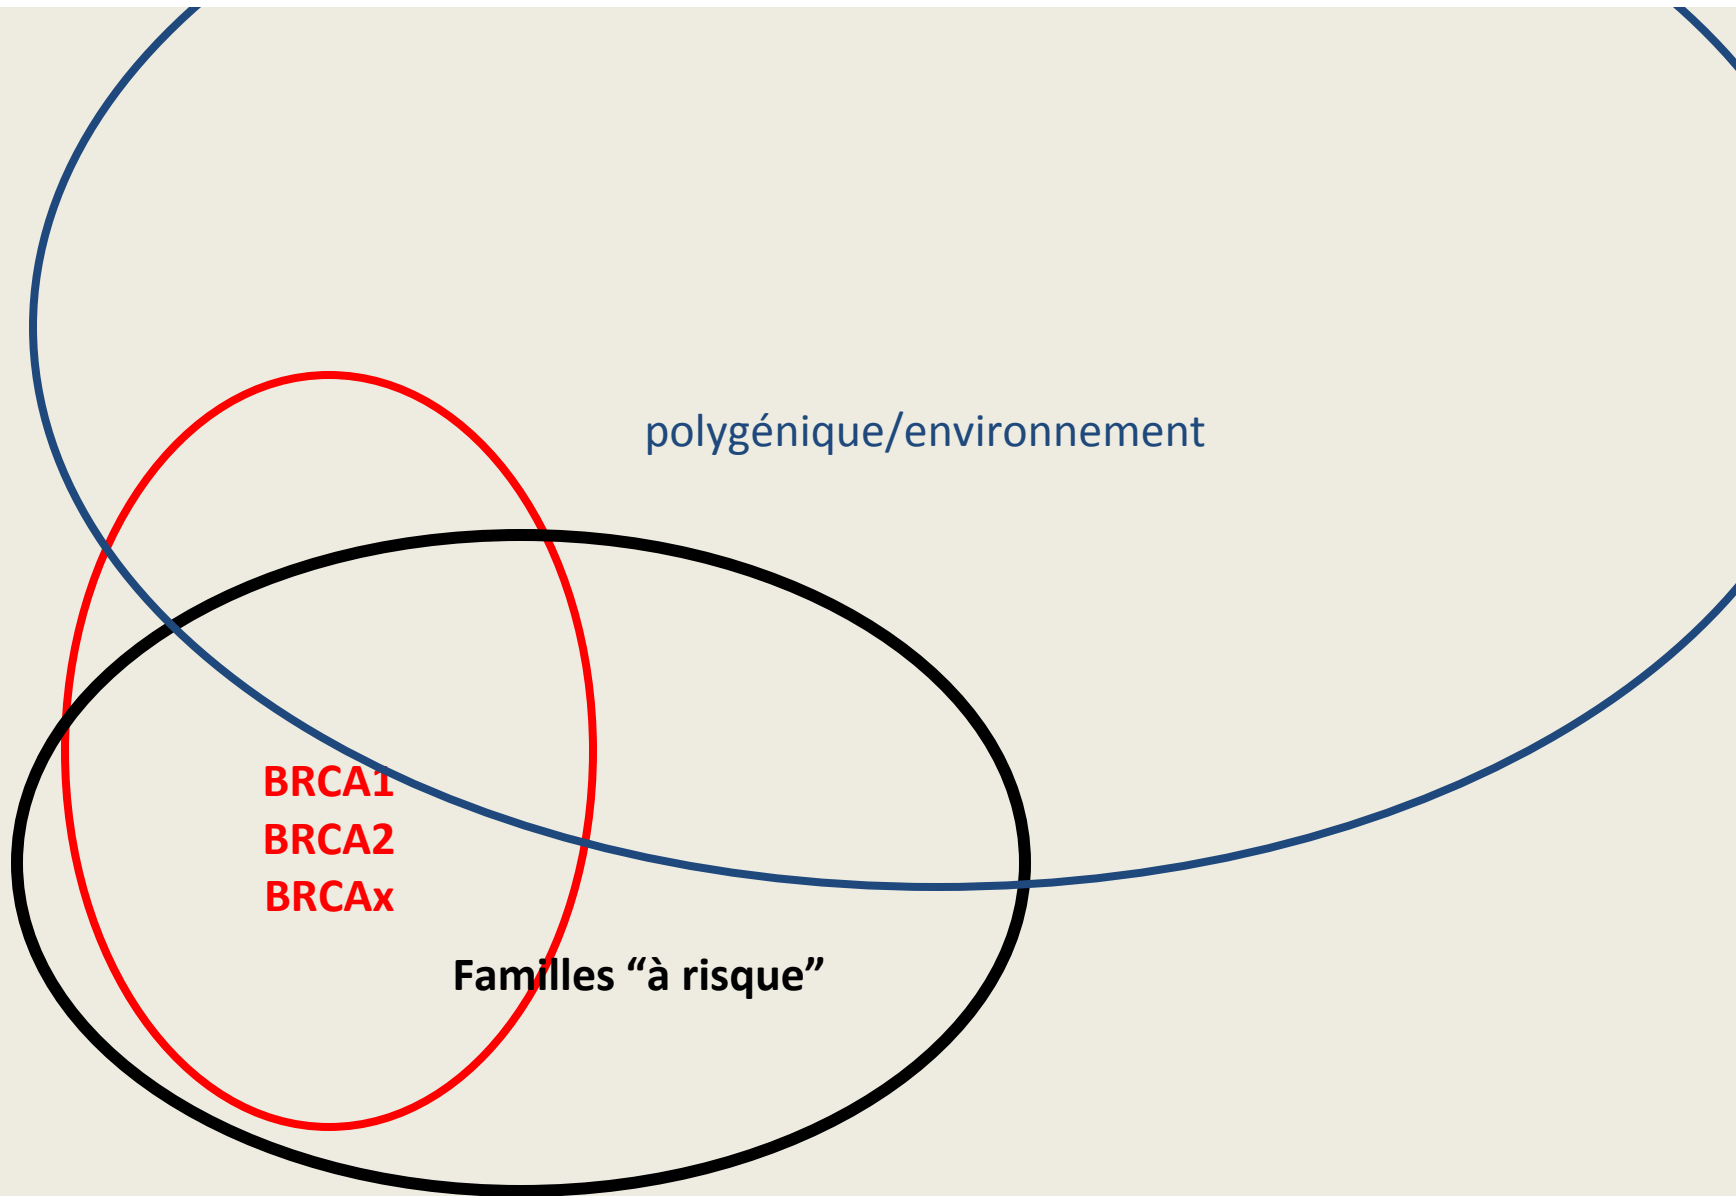 polygénique/environnement
BRCA1
BRCA2
BRCAx
Familles “à risque”